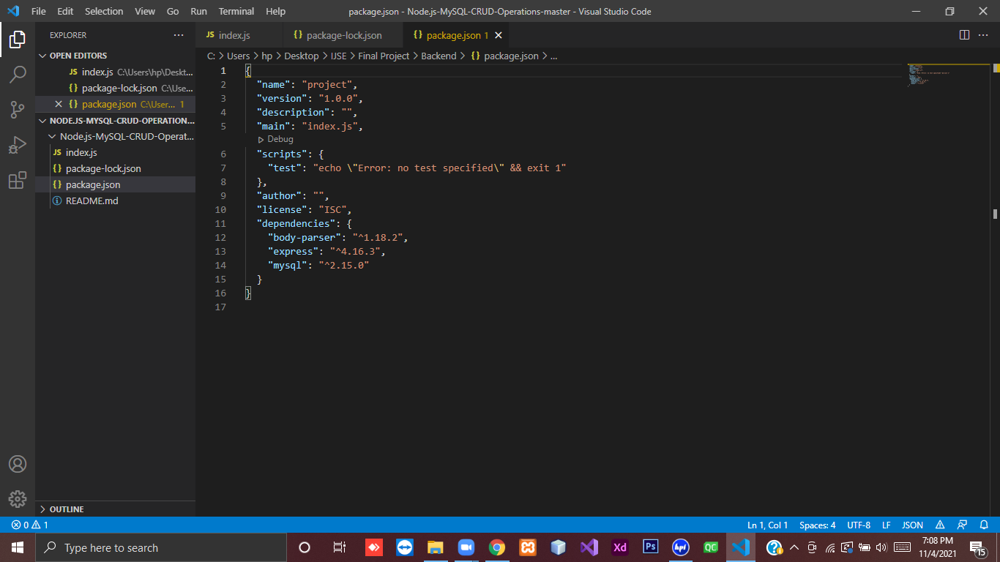 File Edit Selection View Go Run Terminal Help package.json - Node.js-MySQL-CRUD-Operations-master - Visual Studio Code
EXPLORER ···
OPEN EDITORS
JS index.js C:\Users\hp\Deskt...
{} package-lock.json C:\Use...
{} package.json C:\User... 1
NODE.JS-MYSQL-CRUD-OPERATION...
Node.js-MySQL-CRUD-Operat...
JS index.js
{} package-lock.json
{} package.json
README.md
OUTLINE
JS index.js {} package-lock.json {} package.json 1
C: > Users > hp > Desktop > IJSE > Final Project > Backend > {} package.json > ...
1 {
2 "name": "project",
3 "version": "1.0.0",
4 "description": "",
5 "main": "index.js",
Debug
6 "scripts": {
7 "test": "echo \"Error: no test specified\" && exit 1"
8 },
9 "author": "",
10 "license": "ISC",
11 "dependencies": {
12 "body-parser": "^1.18.2",
13 "express": "^4.16.3",
14 "mysql": "^2.15.0"
15 }
16 }
17
0 1 Ln 1, Col 1 Spaces: 4 UTF-8 LF JSON
Type here to search Xd Ps hpi QC 7:08 PM
11/4/2021 15